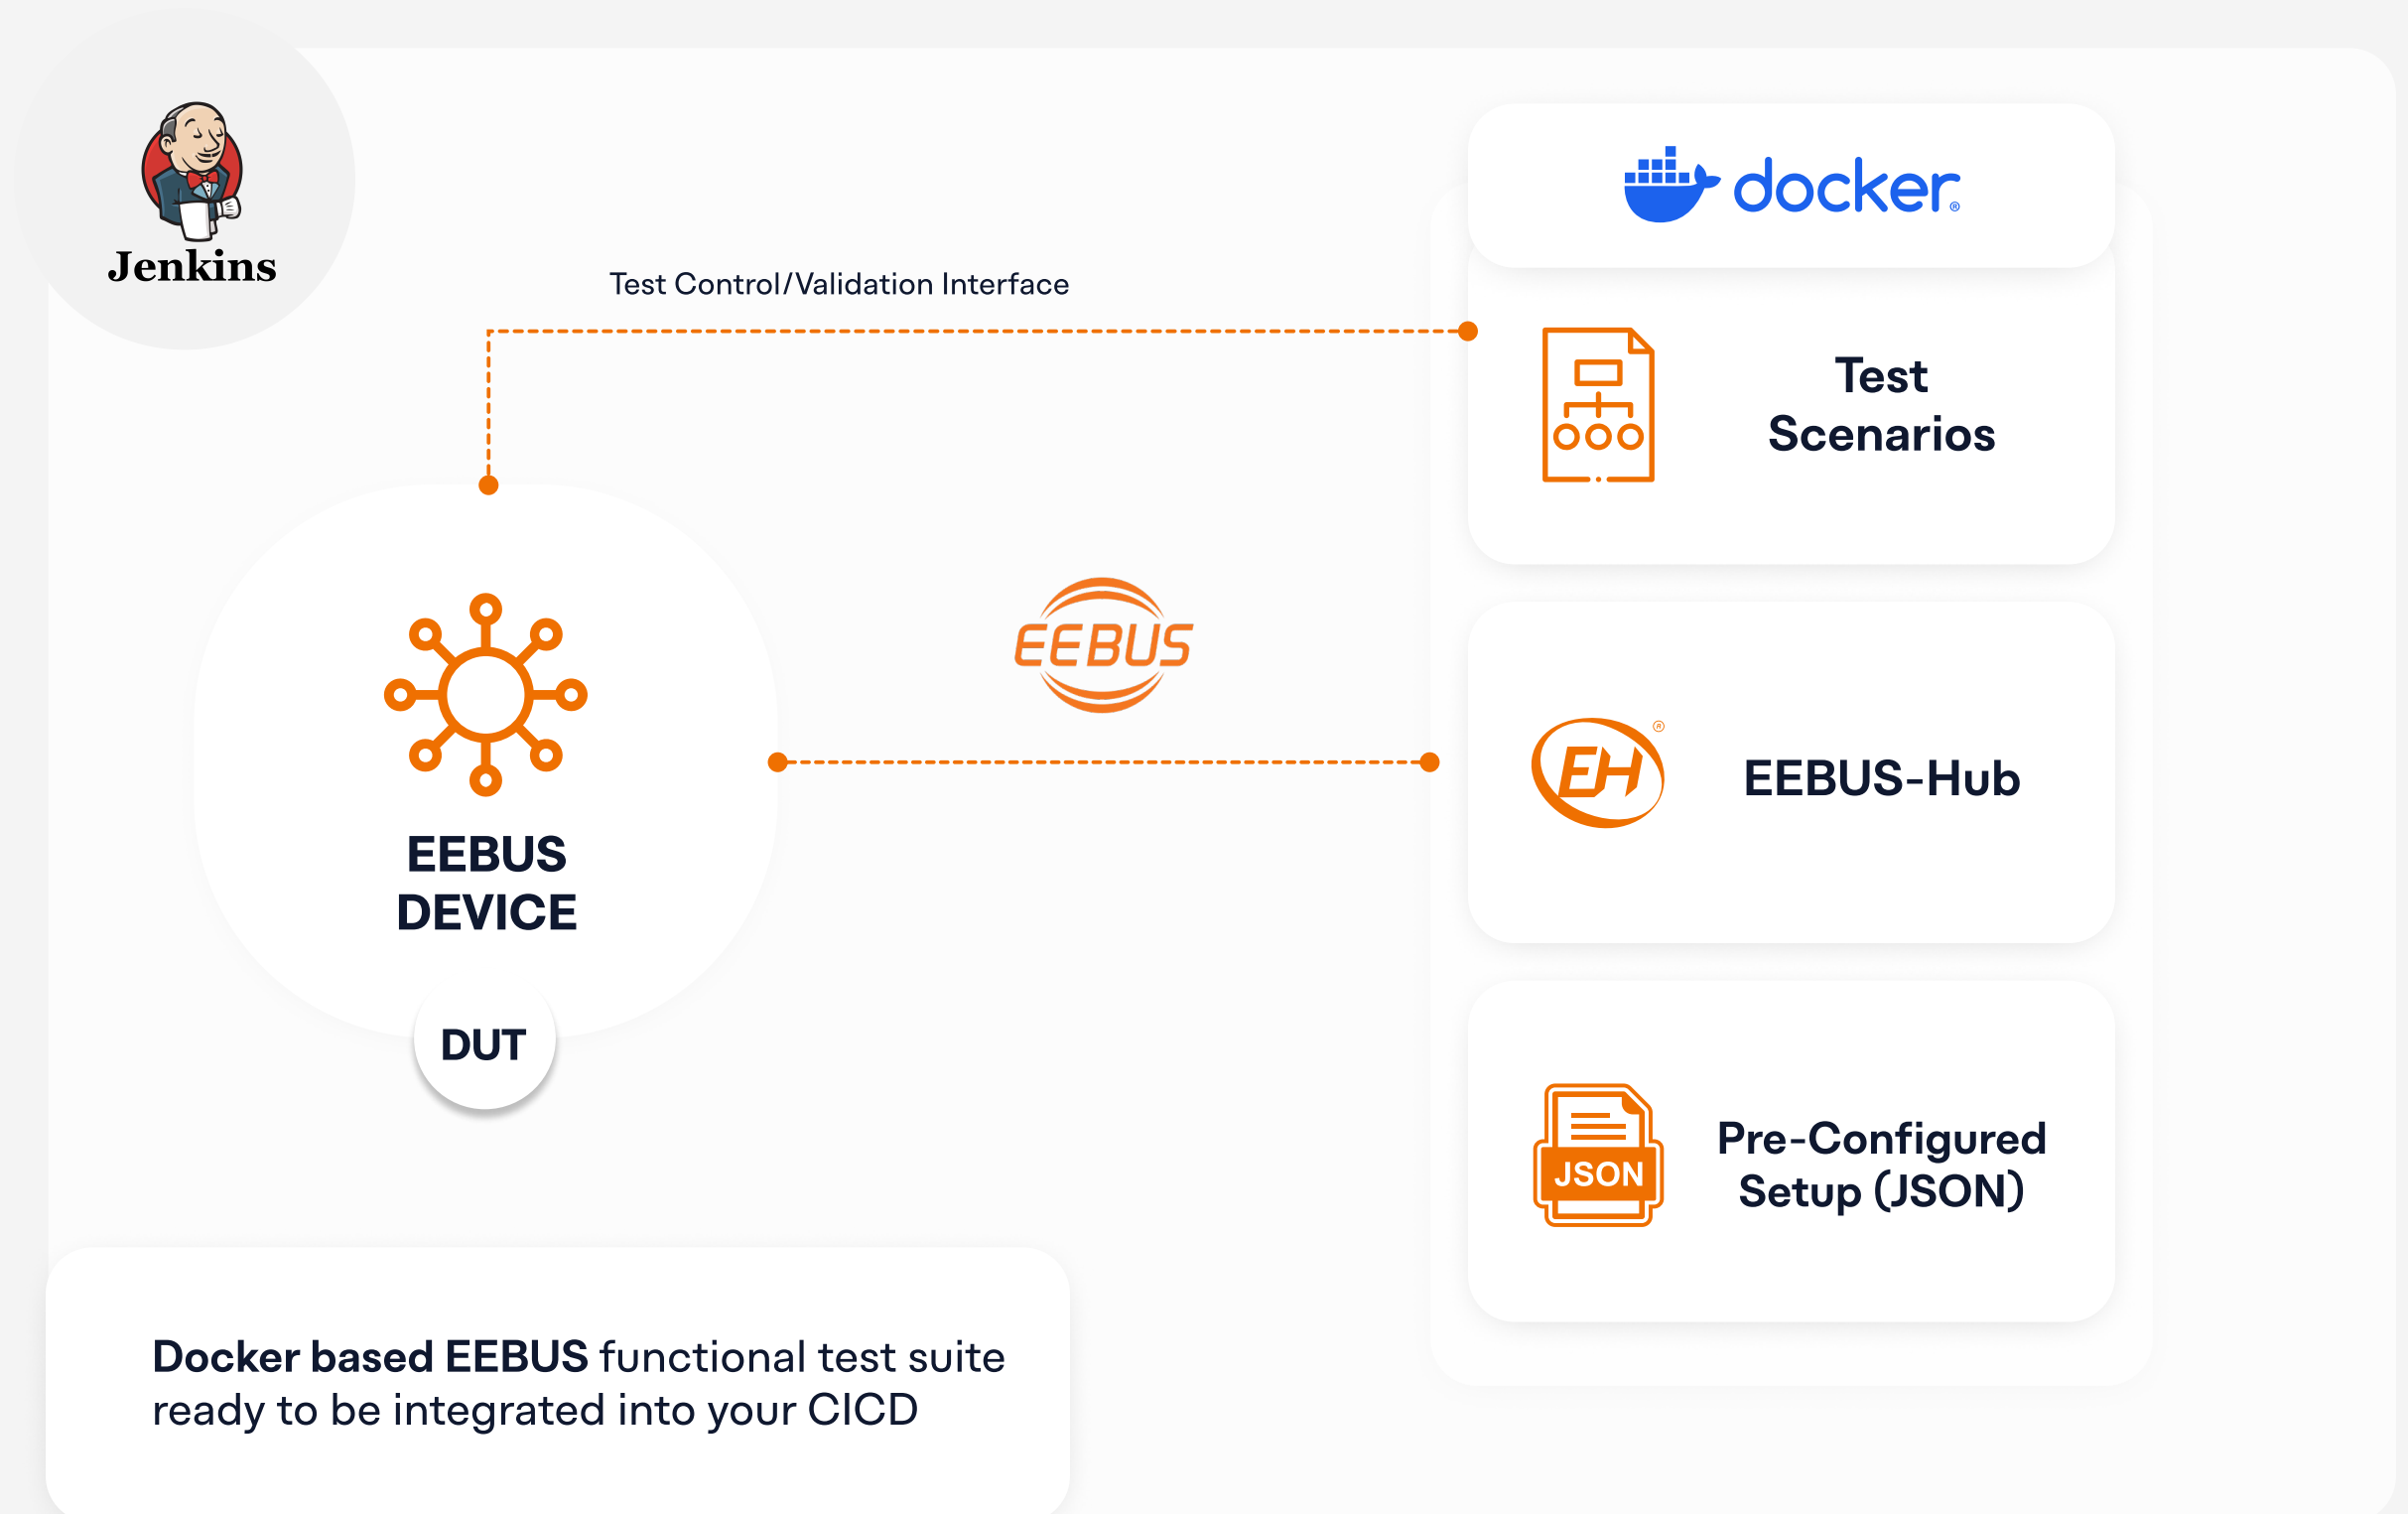 Jenkins
docker®
Test Control/Validation Interface
Test
Scenarios
EEBUS
EH®
EEBUS-Hub
EEBUS
DEVICE
DUT
JSON
Pre-Configured
Setup (JSON)
Docker based EEBUS functional test suite
ready to be integrated into your CICD